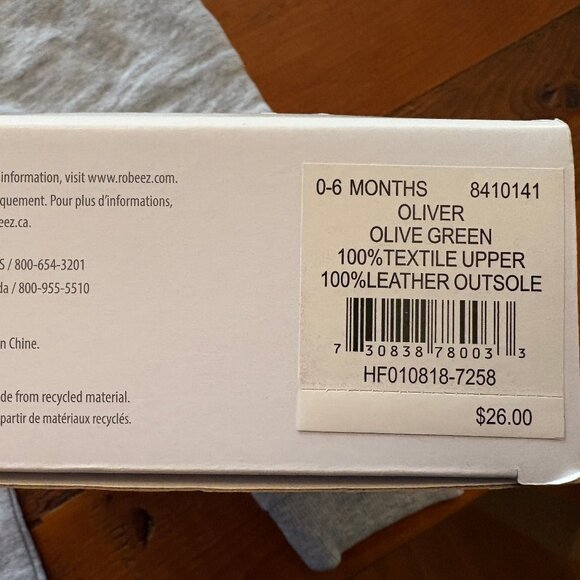 information, visit www.robeez.com.
quement. Pour plus d'informations,
eez.ca.
S / 800-654-3201
da / 800-955-5510
n Chine.
de from recycled material.
partir de matériaux recyclés.
0-6 MONTHS 8410141
OLIVER
OLIVE GREEN
100%TEXTILE UPPER
100%LEATHER OUTSOLE
7 30838 78003 3
HF010818-7258
$26.00